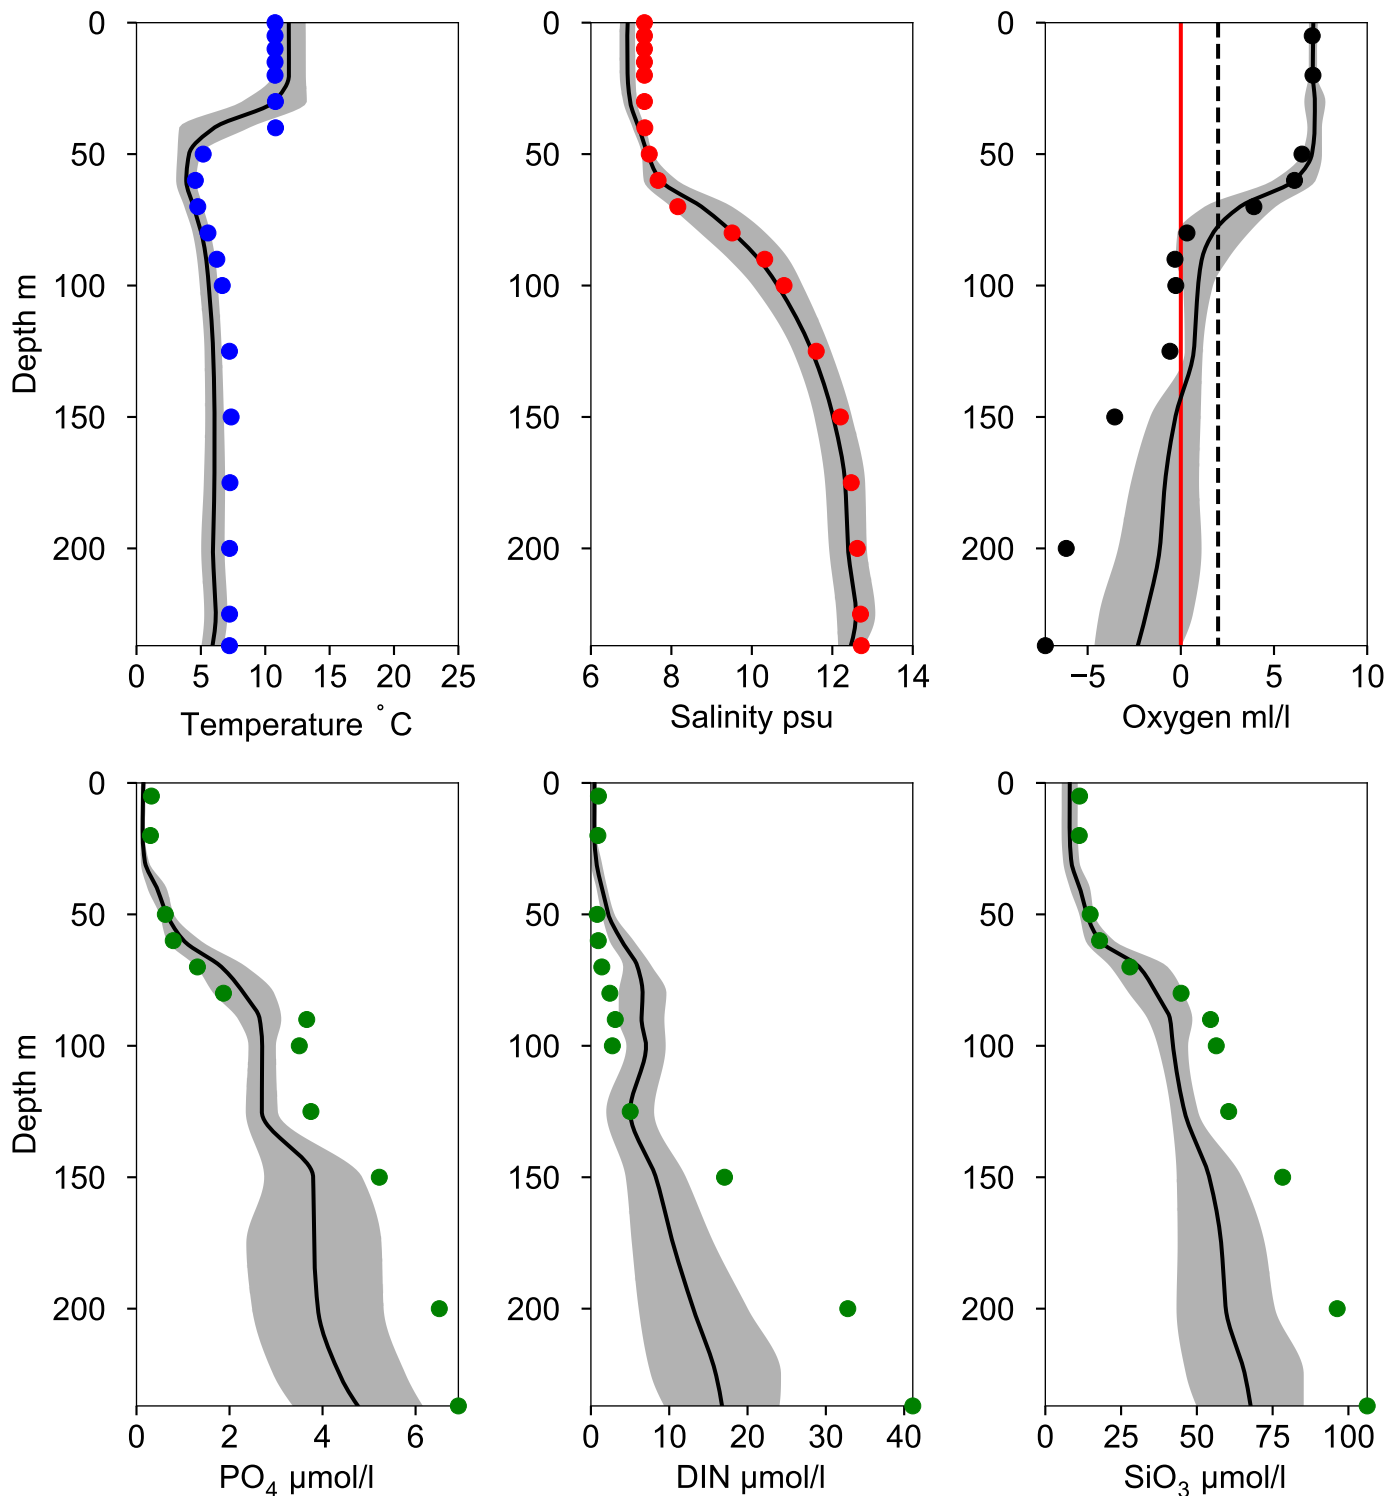 0
50
100
150
200
Depth m
0 5 10 15 20 25
Temperature °C
0
50
100
150
200
6 8 10 12 14
Salinity psu
0
50
100
150
200
−5 0 5 10
Oxygen ml/l
0
50
100
150
200
Depth m
0 2 4 6
PO₄ µmol/l
0
50
100
150
200
0 10 20 30 40
DIN µmol/l
0
50
100
150
200
0 25 50 75 100
SiO₃ µmol/l